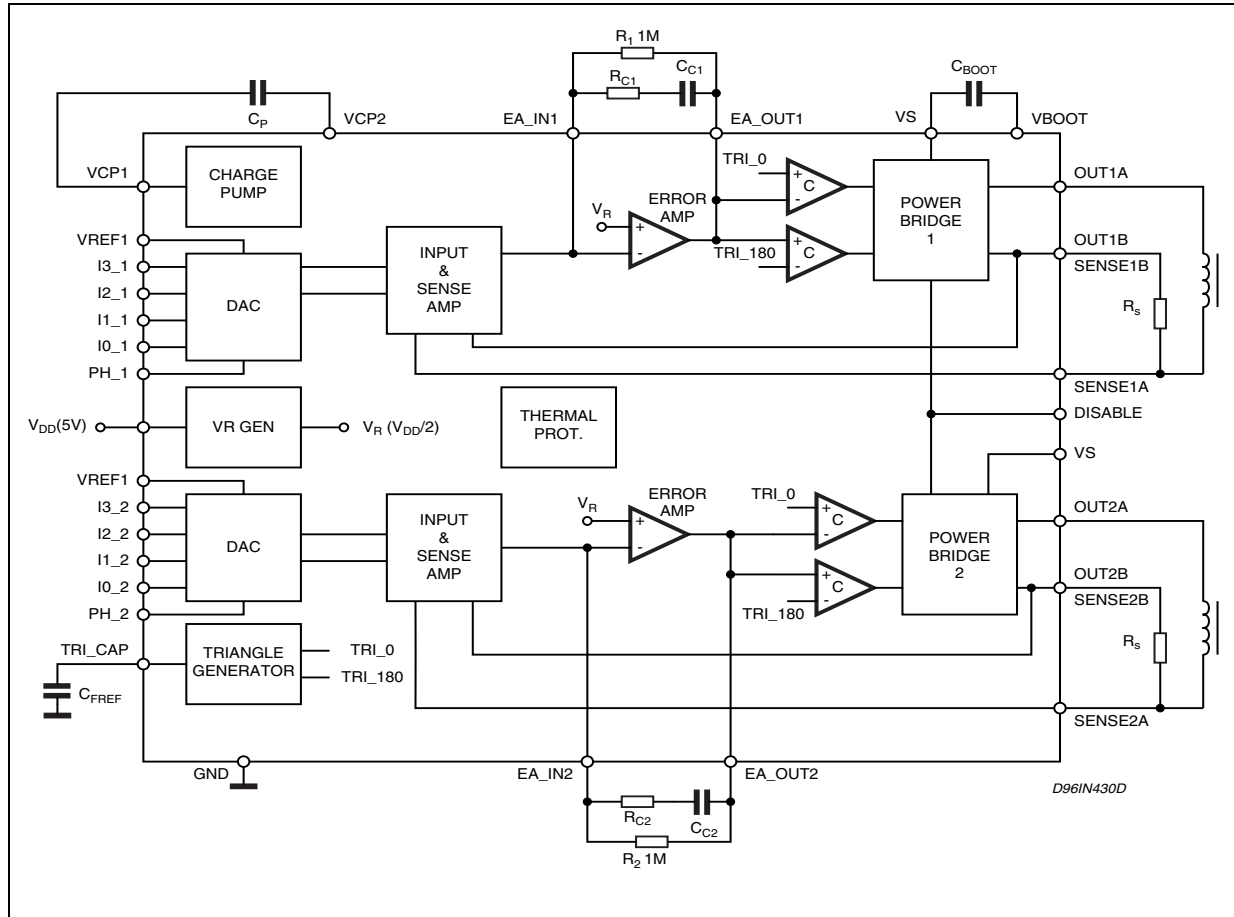 R1 1M
RC1
CC1
CBOOT
CP
VCP2
EA_IN1
EA_OUT1
VS
VBOOT
VCP1
CHARGE
PUMP
TRI_0
+
-
C
POWER
BRIDGE
1
OUT1A
VREF1
I3_1
I2_1
I1_1
I0_1
PH_1
DAC
INPUT
&
SENSE
AMP
VR
+
-
ERROR
AMP
TRI_180
+
-
C
OUT1B
SENSE1B
Rs
SENSE1A
DISABLE
VDD(5V)
VR GEN
VR (VDD/2)
THERMAL
PROT.
VS
VREF1
I3_2
I2_2
I1_2
I0_2
PH_2
DAC
INPUT
&
SENSE
AMP
VR
+
-
ERROR
AMP
TRI_0
+
-
C
TRI_180
+
-
C
POWER
BRIDGE
2
OUT2A
OUT2B
SENSE2B
Rs
SENSE2A
TRI_CAP
CFREF
TRIANGLE
GENERATOR
TRI_0
TRI_180
GND
EA_IN2
EA_OUT2
RC2
CC2
R2 1M
D96IN430D